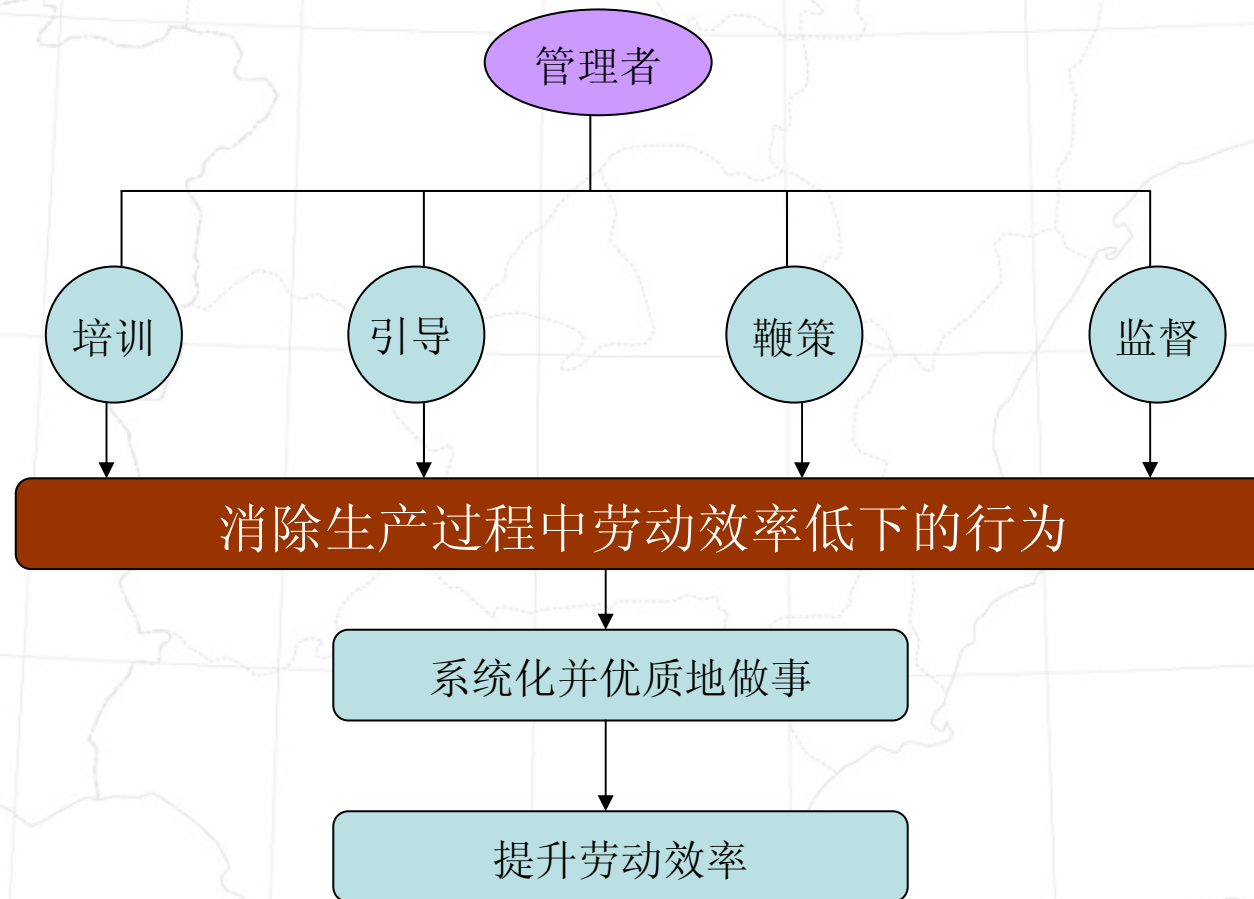 管理者
培训
引导
鞭策
监督
消除生产过程中劳动效率低下的行为
系统化并优质地做事
提升劳动效率